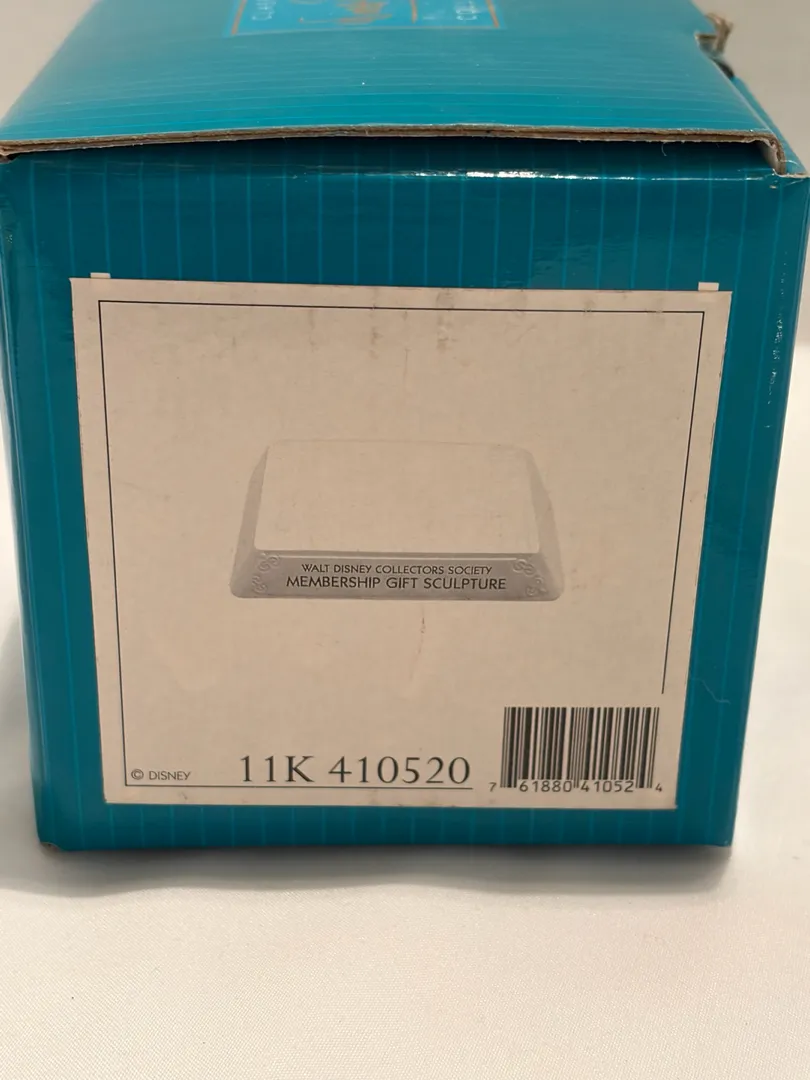 WALT DISNEY COLLECTORS SOCIETY
MEMBERSHIP GIFT SCULPTURE
© DISNEY
11K 410520
7 61880 41052 4